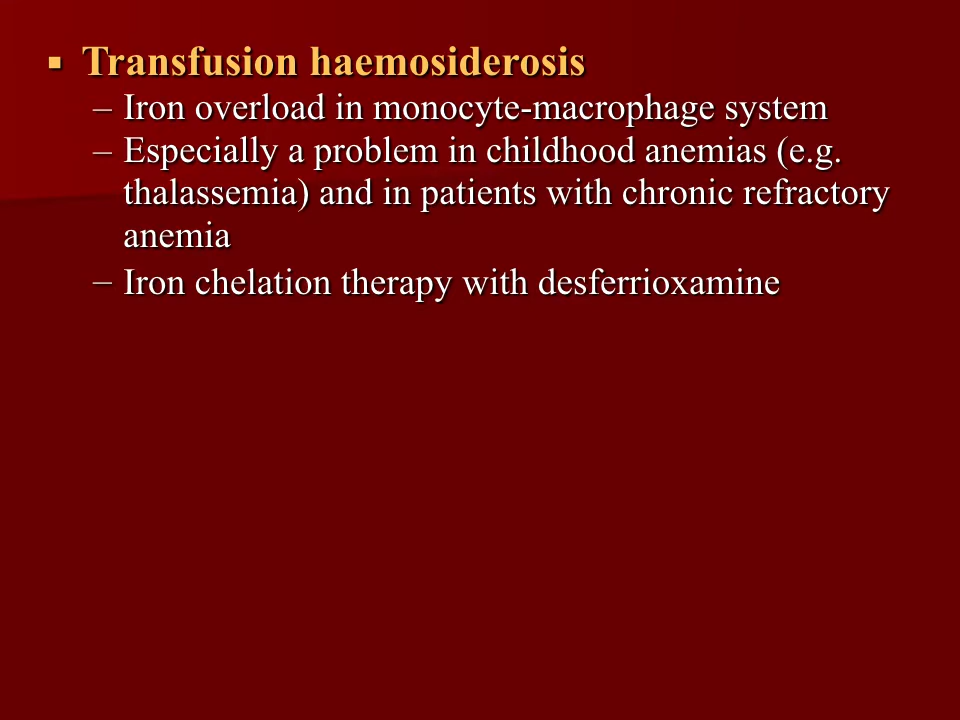 ▪ Transfusion haemosiderosis
– Iron overload in monocyte-macrophage system
– Especially a problem in childhood anemias (e.g.
thalassemia) and in patients with chronic refractory
anemia
– Iron chelation therapy with desferrioxamine